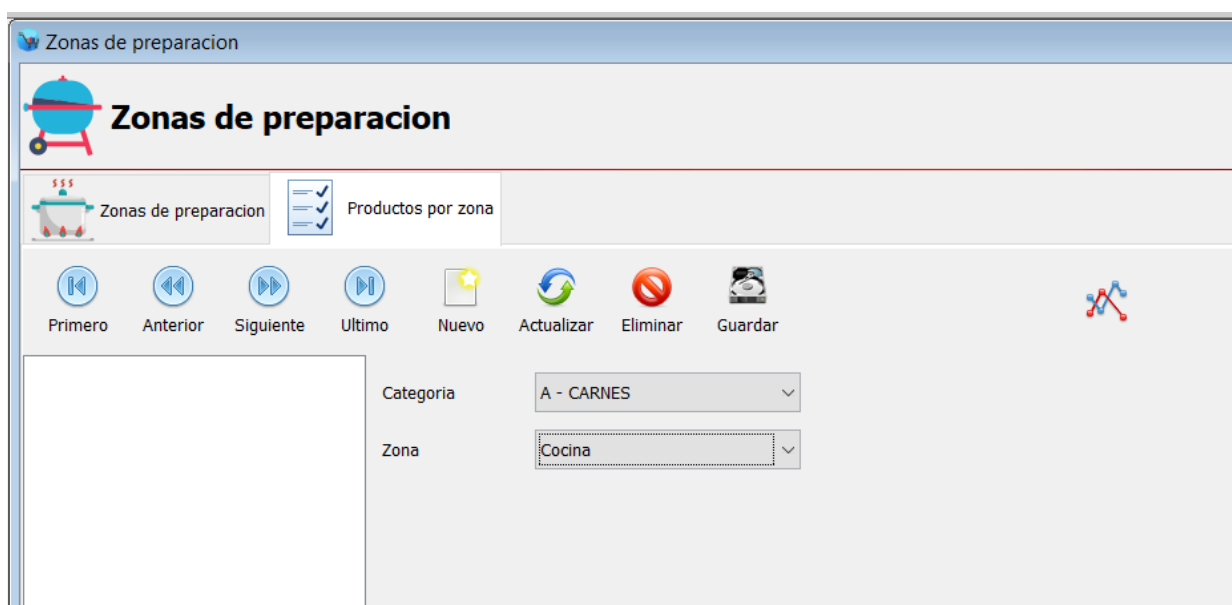 Zonas de preparacion
Zonas de preparacion
Zonas de preparacion
Productos por zona
Primero
Anterior
Siguiente
Ultimo
Nuevo
Actualizar
Eliminar
Guardar
Categoria
A - CARNES
Zona
Cocina